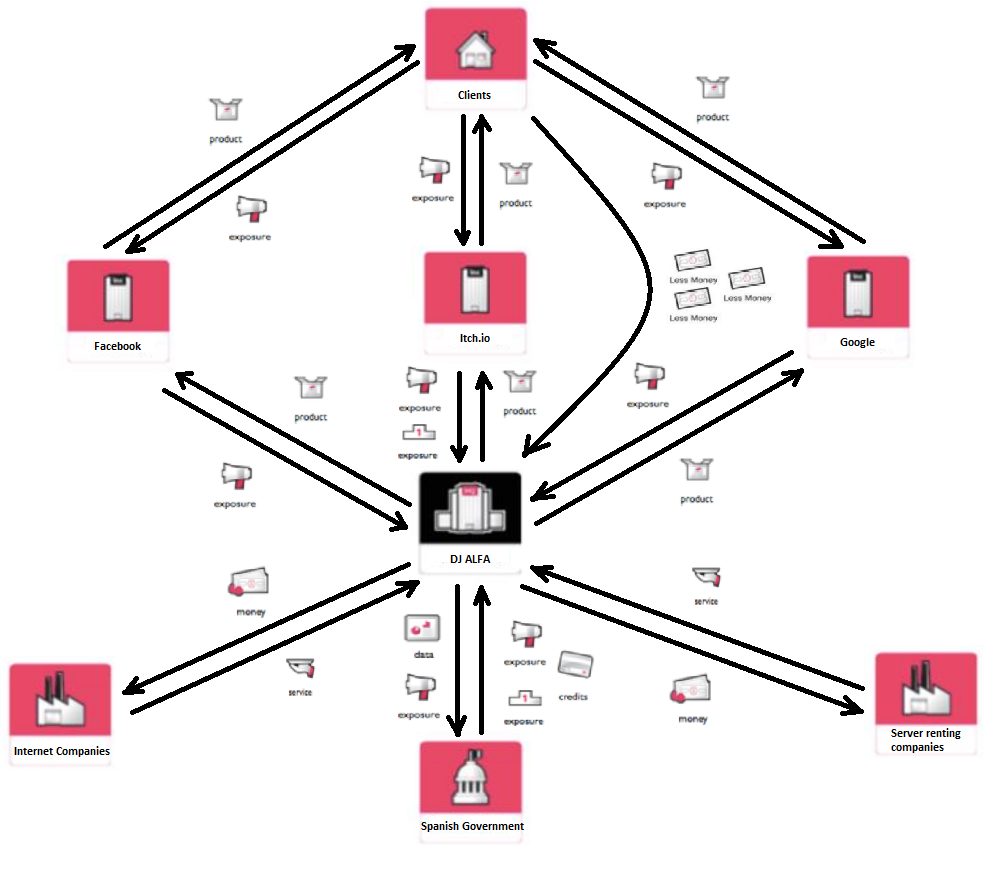 Clients
product
product
exposure
product
exposure
exposure
exposure
Less Money
Less Money
Less Money
Facebook
Itch.io
Google
product
exposure
product
exposure
exposure
exposure
product
DJ ALFA
money
service
data
exposure
service
exposure
credits
exposure
money
Internet Companies
Server renting
companies
Spanish Government